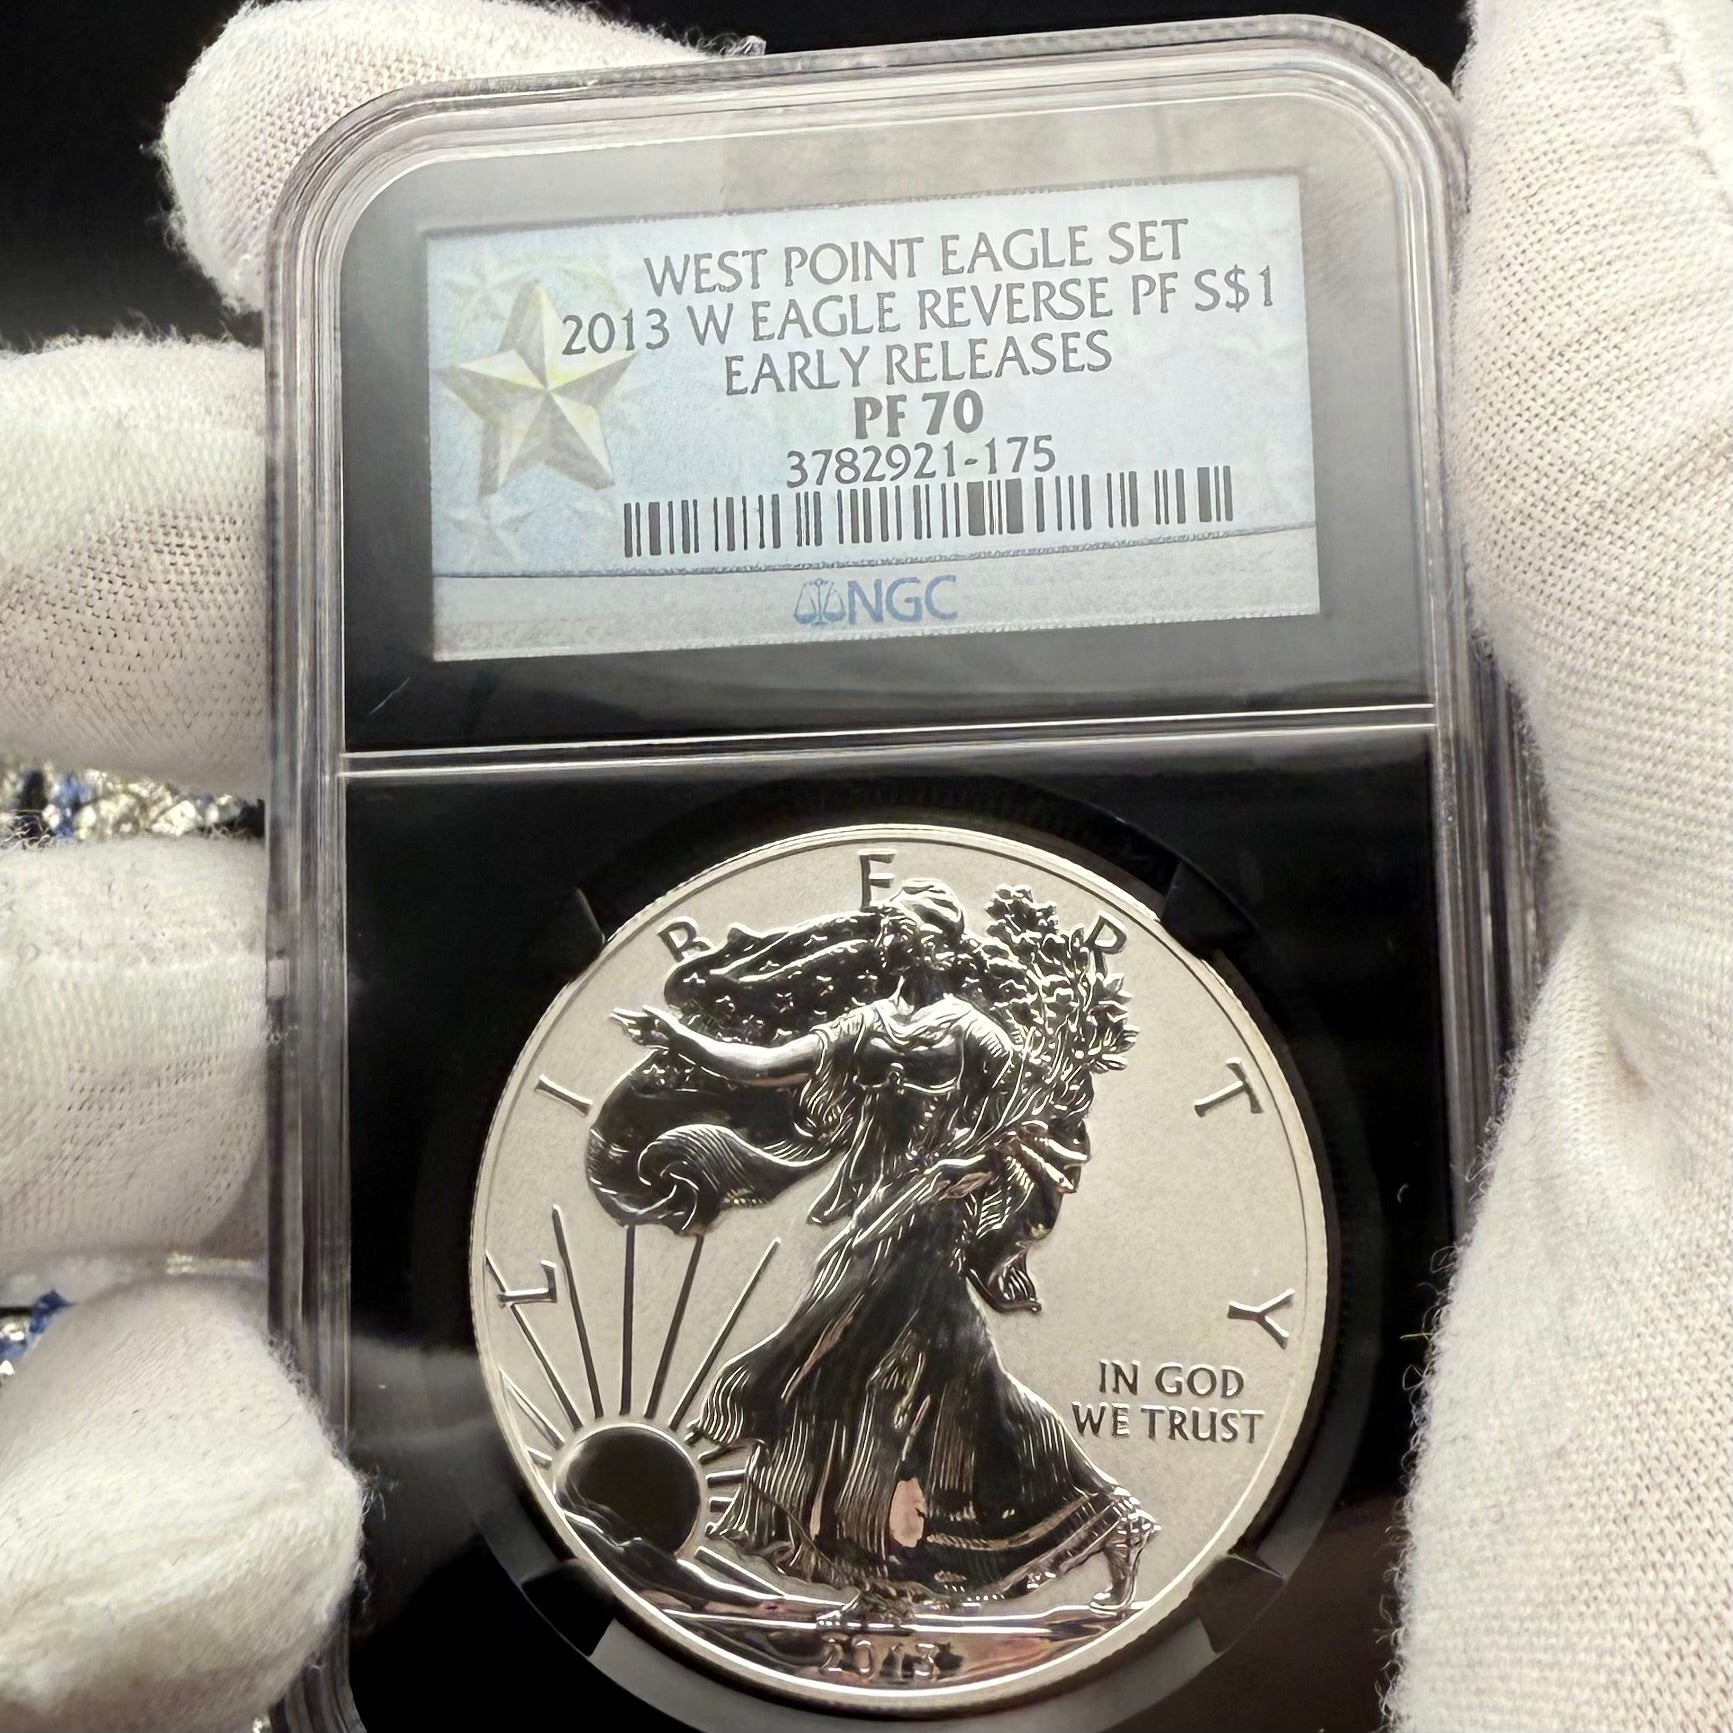 WEST POINT EAGLE SET
2013 W EAGLE REVERSE PF S$1
EARLY RELEASES
PF 70
3782921-175
NGC
LIBERTY
IN GOD
WE TRUST
2013